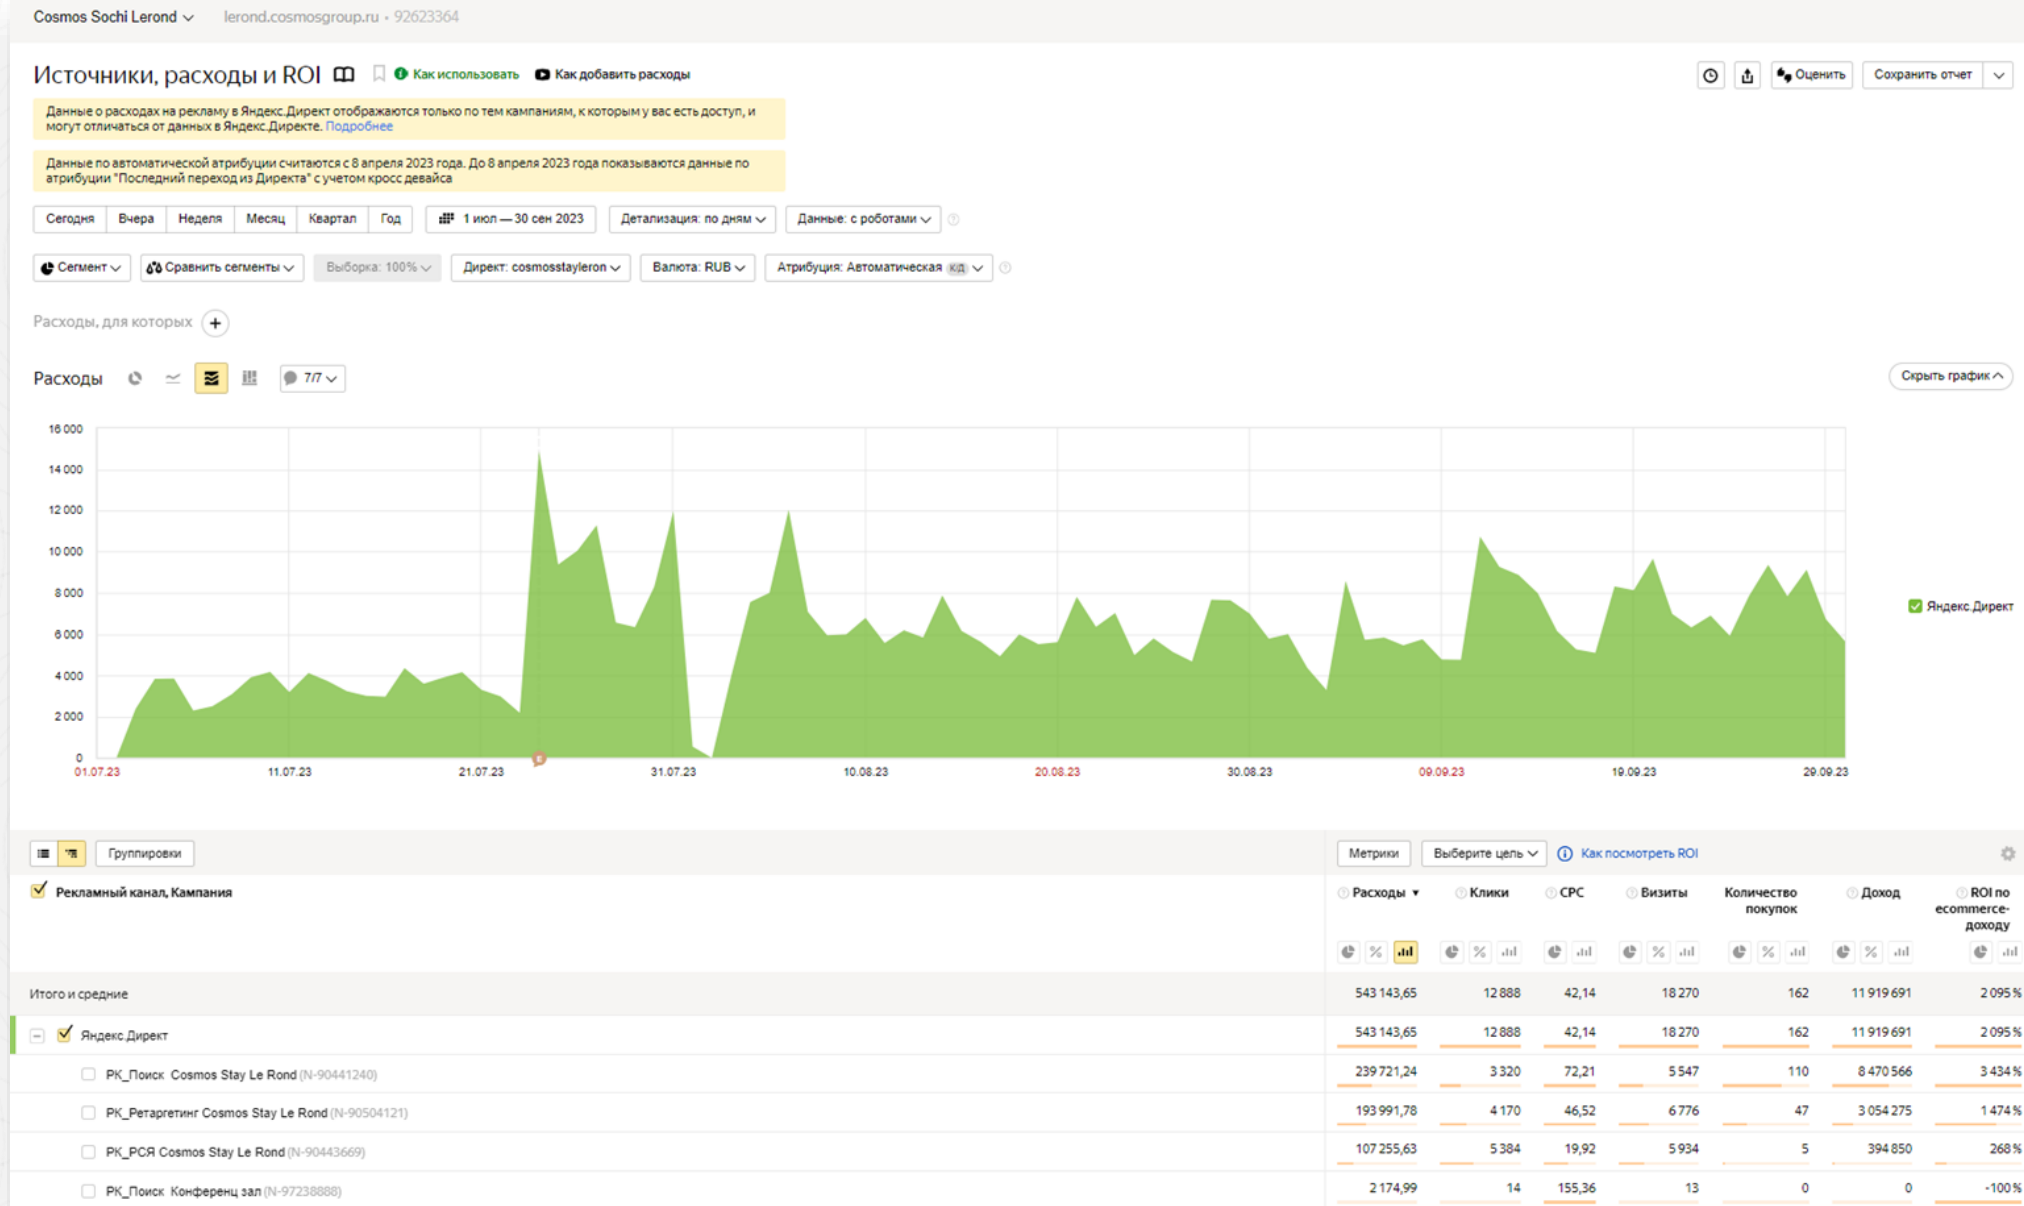 Cosmos Sochi Lerond lerond.cosmosgroup.ru • 92623364
Источники, расходы и ROI Как использовать Как добавить расходы
Оценить Сохранить отчет
Данные о расходах на рекламу в Яндекс.Директ отображаются только по тем кампаниям, к которым у вас есть доступ, и
могут отличаться от данных в Яндекс.Директе. Подробнее
Данные по автоматической атрибуции считаются с 8 апреля 2023 года. До 8 апреля 2023 года показываются данные по
атрибуции "Последний переход из Директа" с учетом кросс девайса
Сегодня Вчера Неделя Месяц Квартал Год 1 июл — 30 сен 2023 Детализация: по дням Данные: с роботами
Сегмент Сравнить сегменты Выборка: 100% Директ: cosmosstayleron Валюта: RUB Атрибуция: Автоматическая К|Д
Расходы, для которых +
Расходы 7/7 Скрыть график
16 000
14 000
12 000
10 000
8 000
6 000
4 000
2 000
0
Яндекс.Директ
01.07.23 11.07.23 21.07.23 31.07.23 10.08.23 20.08.23 30.08.23 09.09.23 19.09.23 29.09.23
Группировки Метрики Выберите цель Как посмотреть ROI
Рекламный канал, Кампания Расходы ▼ Клики CPC Визиты Количество покупок Доход ROI по ecommerce-доходу
Итого и средние 543 143,65 12 888 42,14 18 270 162 11 919 691 2 095 %
Яндекс.Директ 543 143,65 12 888 42,14 18 270 162 11 919 691 2 095 %
РК_Поиск Cosmos Stay Le Rond (N-90441240) 239 721,24 3 320 72,21 5 547 110 8 470 566 3 434 %
РК_Ретаргетинг Cosmos Stay Le Rond (N-90504121) 193 991,78 4 170 46,52 6 776 47 3 054 275 1 474 %
РК_РСЯ Cosmos Stay Le Rond (N-90443669) 107 255,63 5 384 19,92 5 934 5 394 850 268 %
РК_Поиск Конференц зал (N-97238888) 2 174,99 14 155,36 13 0 0 -100 %